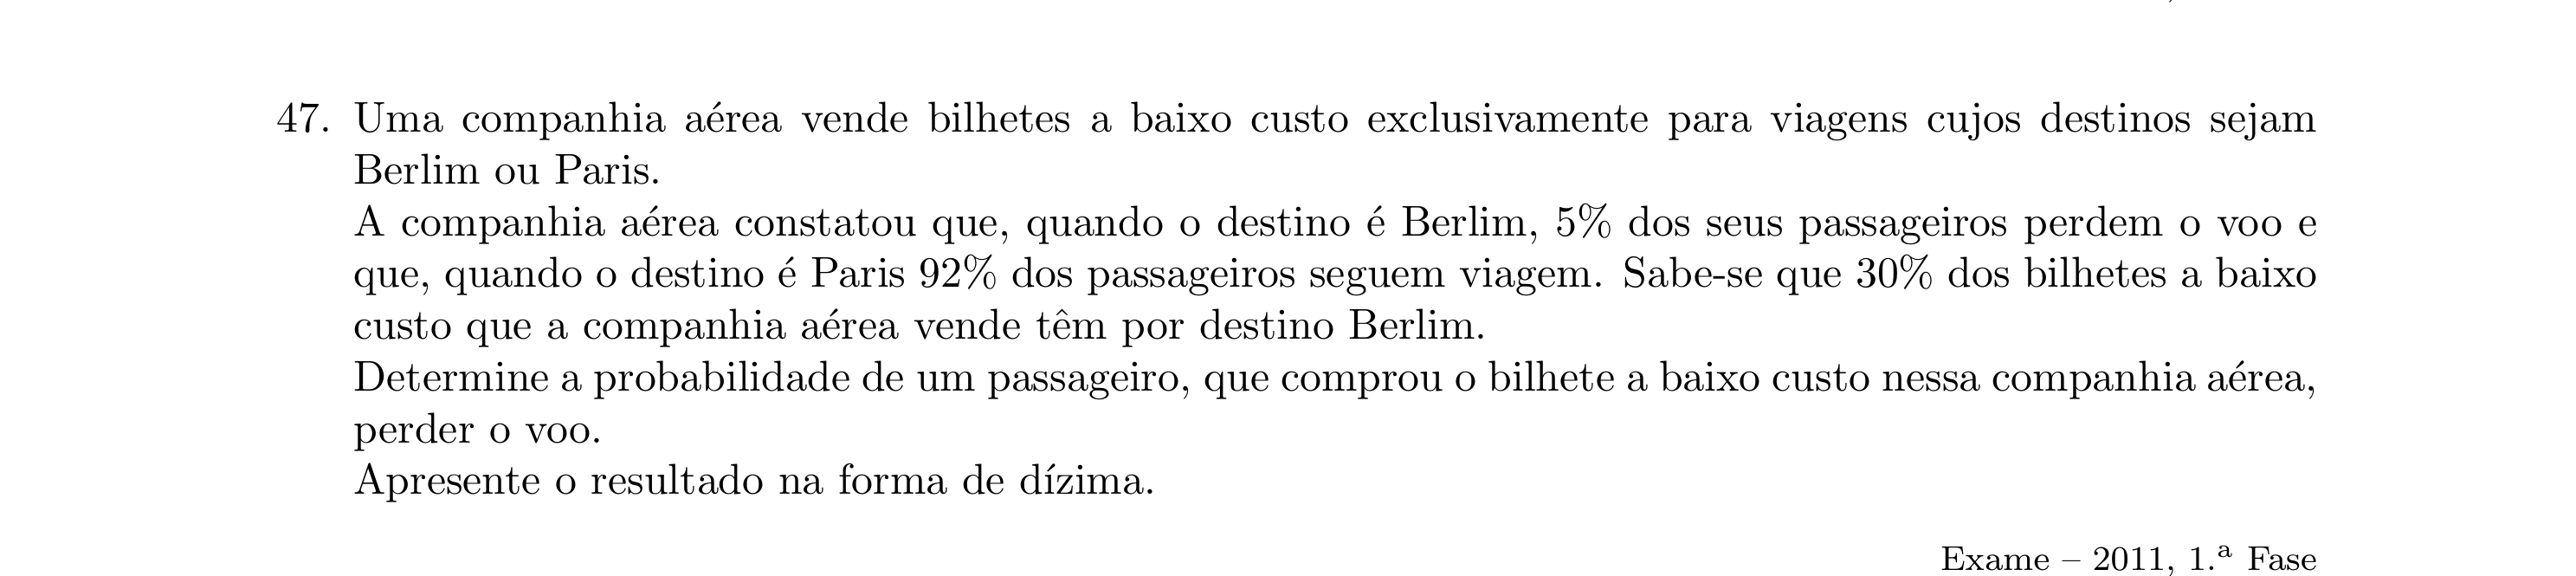 47. Uma companhia aérea vende bilhetes a baixo custo exclusivamente para viagens cujos destinos sejam
Berlim ou Paris.
A companhia aérea constatou que, quando o destino é Berlim, 5% dos seus passageiros perdem o voo e
que, quando o destino é Paris 92% dos passageiros seguem viagem. Sabe-se que 30% dos bilhetes a baixo
custo que a companhia aérea vende têm por destino Berlim.
Determine a probabilidade de um passageiro, que comprou o bilhete a baixo custo nessa companhia aérea,
perder o voo.
Apresente o resultado na forma de dízima.
Exame – 2011, 1.ª Fase